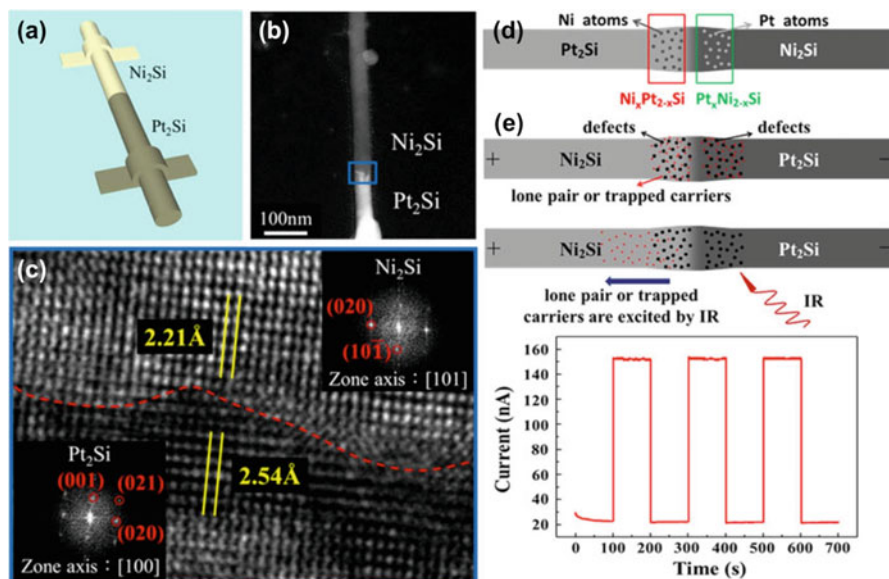 (a)
Ni₂Si
Pt₂Si
(b)
Ni₂Si
Pt₂Si
100nm
(c)
2.21Å
2.54Å
Ni₂Si
(020)
(101̄)
Zone axis：[101]
Pt₂Si
(001)
(021)
(020)
Zone axis：[100]
(d)
Ni atoms
Pt atoms
Pt₂Si
Ni₂Si
NiₓPt₂₋ₓSi
PtₓNi₂₋ₓSi
(e)
defects
defects
+
Ni₂Si
Pt₂Si
−
lone pair or trapped carriers
+
Ni₂Si
Pt₂Si
−
lone pair or trapped
carriers are excited by IR
IR
Current (nA)
160
140
120
100
80
60
40
20
0 100 200 300 400 500 600 700
Time (s)